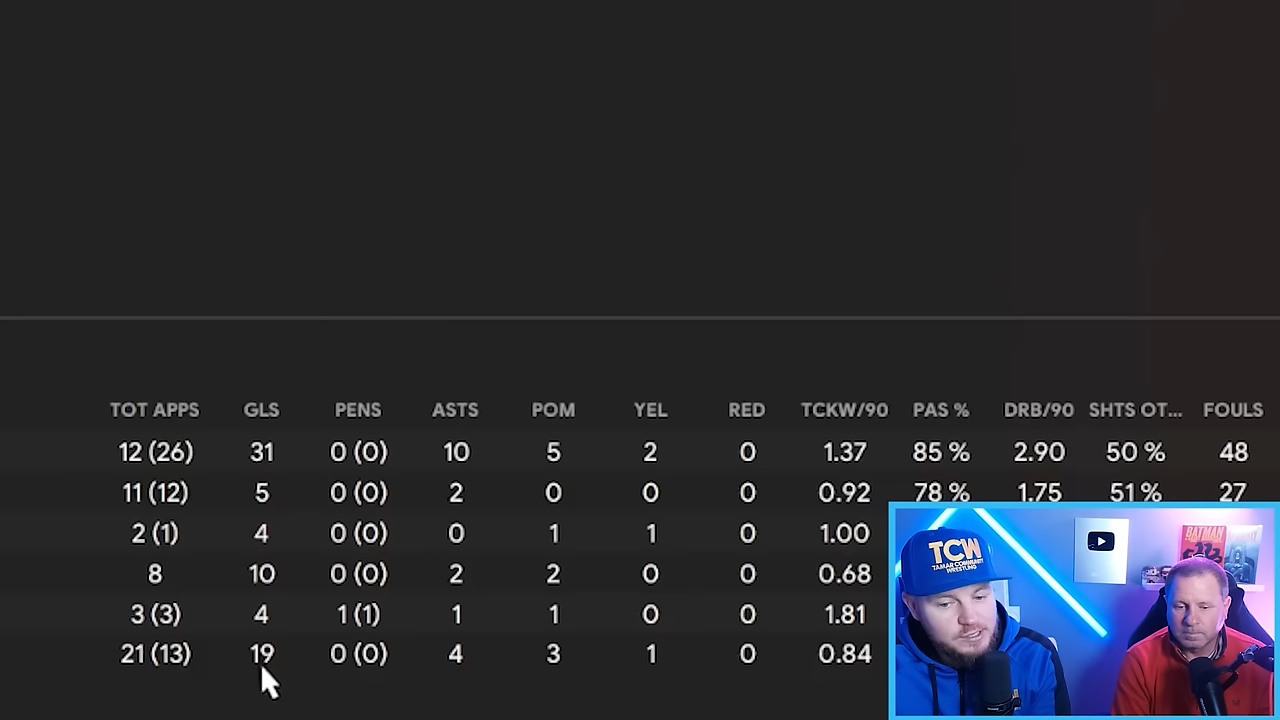 TOT APPS GLS PENS ASTS POM YEL RED TCKW/90 PAS % DRB/90 SHTS OT... FOULS
12 (26) 31 0 (0) 10 5 2 0 1.37 85 % 2.90 50 % 48
11 (12) 5 0 (0) 2 0 0 0 0.92 78 % 1.75 51 % 27
2 (1) 4 0 (0) 0 1 1 0 1.00
8 10 0 (0) 2 2 0 0 0.68
3 (3) 4 1 (1) 1 1 0 0 1.81
21 (13) 19 0 (0) 4 3 1 0 0.84
TCW
TAMAR COMMUNITY
WRESTLING
BATMAN